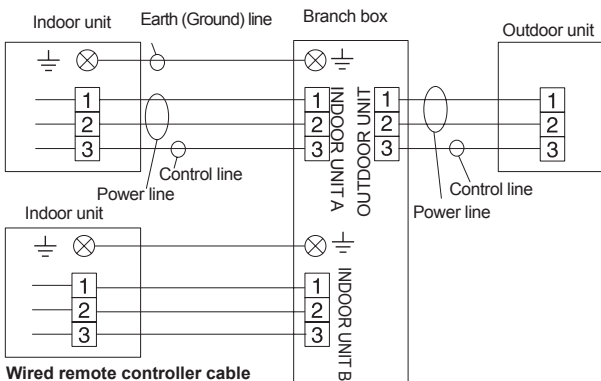 Indoor unit
Earth (Ground) line
Branch box
Outdoor unit
1
2
3
1
2
3
INDOOR UNIT A
OUTDOOR UNIT
1
2
3
1
2
3
Control line
Power line
Control line
Power line
Indoor unit
1
2
3
1
2
3
INDOOR UNIT B
Wired remote controller cable